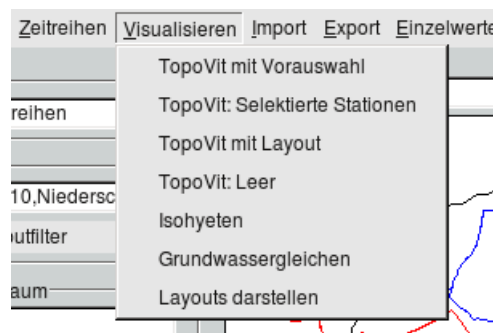 Zeitreihen Visualisieren Import Export Einzelwerte
TopoVit mit Vorauswahl
TopoVit: Selektierte Stationen
reihen
TopoVit mit Layout
TopoVit: Leer
10,Niedersc
Isohyeten
outfilter
Grundwassergleichen
aum
Layouts darstellen